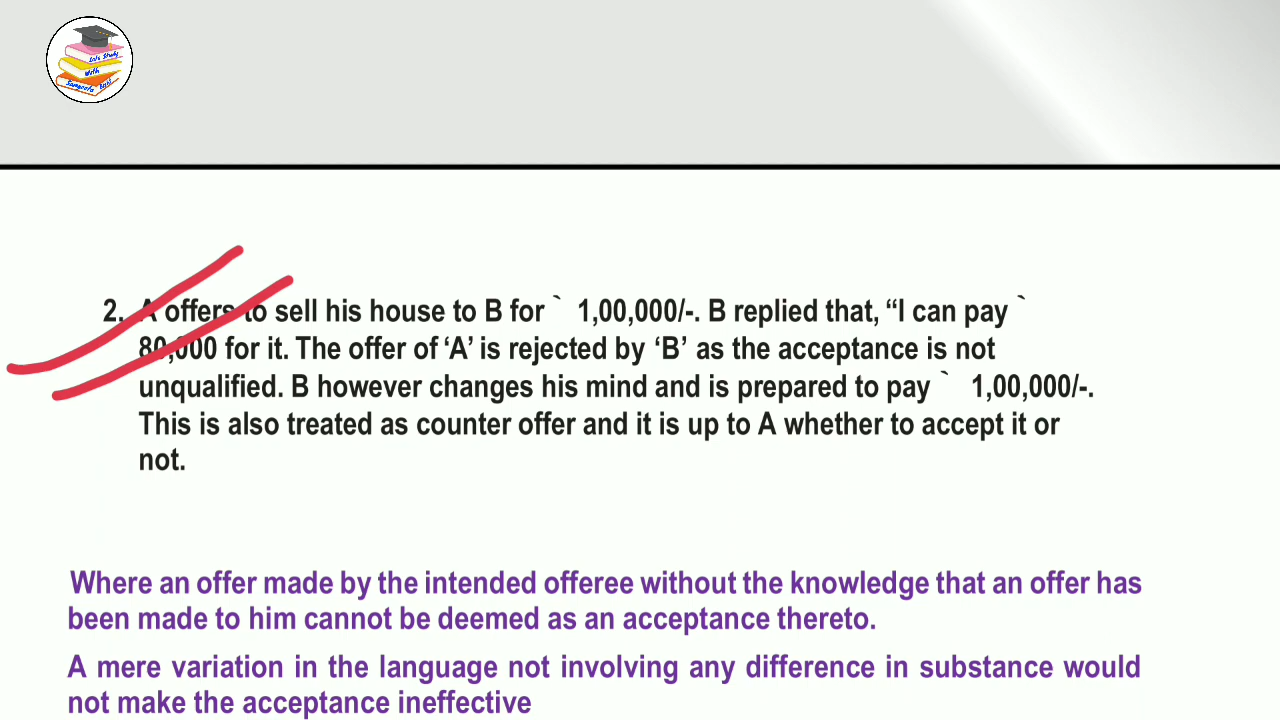 Lets Study
With
Sangeeta
2. A offers to sell his house to B for ` 1,00,000/-. B replied that, “I can pay `
80,000 for it. The offer of ‘A’ is rejected by ‘B’ as the acceptance is not
unqualified. B however changes his mind and is prepared to pay ` 1,00,000/-.
This is also treated as counter offer and it is up to A whether to accept it or
not.
Where an offer made by the intended offeree without the knowledge that an offer has
been made to him cannot be deemed as an acceptance thereto.
A mere variation in the language not involving any difference in substance would
not make the acceptance ineffective